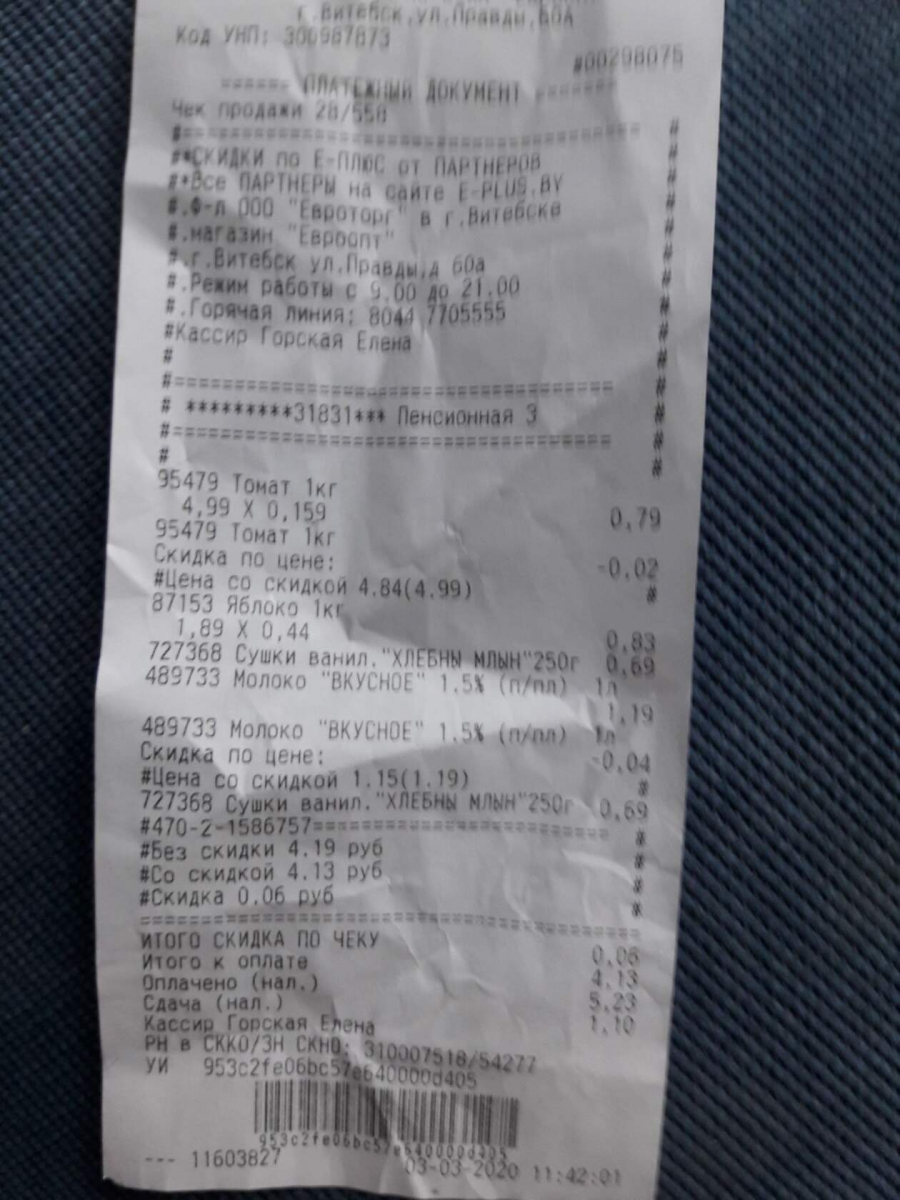 г.Витебск,ул.Правды,60А
Код УНП: 300987873
#00298075
====== ПЛАТЕЖНЫЙ ДОКУМЕНТ =======
Чек продажи 28/558
#========================================= #
#*СКИДКИ по Е-ПЛЮС от ПАРТНЕРОВ #
#*Все ПАРТНЕРЫ на сайте E-PLUS.BY #
#.Ф-л ООО "Евроторг" в г.Витебске #
#.магазин "Евроопт" #
#.г.Витебск ул.Правды,д 60а #
#.Режим работы с 9.00 до 21.00 #
#.Горячая линия: 8044 7705555 #
#Кассир Горская Елена #
# #
#========================================= #
# *********31831*** Пенсионная 3 #
#========================================= #
# #
95479 Томат 1кг
4,99 X 0,159 0,79
95479 Томат 1кг
Скидка по цене: -0,02
#Цена со скидкой 4.84(4.99) #
87153 Яблоко 1кг
1,89 X 0,44 0,83
727368 Сушки ванил."ХЛЕБНЫ МЛЫН"250г 0,69
489733 Молоко "ВКУСНОЕ" 1.5% (п/пл) 1л
1,19
489733 Молоко "ВКУСНОЕ" 1.5% (п/пл) 1л
Скидка по цене: -0,04
#Цена со скидкой 1.15(1.19) #
727368 Сушки ванил."ХЛЕБНЫ МЛЫН"250г 0,69
#470-2-1586757========================== #
#Без скидки 4.19 руб #
#Со скидкой 4.13 руб #
#Скидка 0.06 руб #
==========================================
ИТОГО СКИДКА ПО ЧЕКУ 0,06
Итого к оплате 4,13
Оплачено (нал.) 5,23
Сдача (нал.) 1,10
Кассир Горская Елена
РН в СККО/ЗН СКНО: 310007518/54277
УИ 953c2fe06bc57e640000d405
953c2fe06bc57e640000d405
--- 11603827 03-03-2020 11:42:01